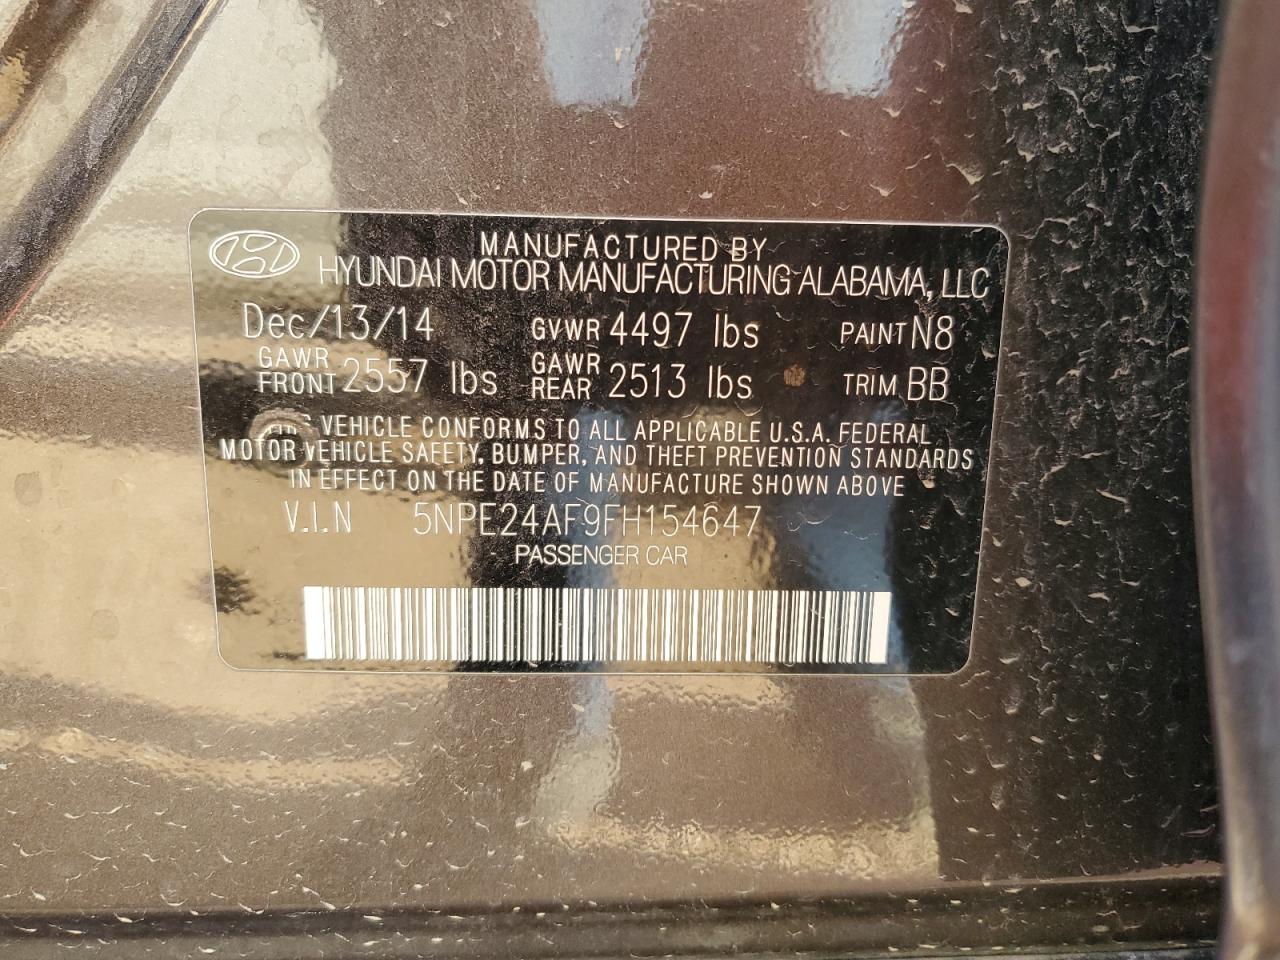 MANUFACTURED BY
HYUNDAI MOTOR MANUFACTURING ALABAMA, LLC
Dec/13/14 GVWR 4497 lbs PAINT N8
GAWR FRONT 2557 lbs GAWR REAR 2513 lbs TRIM BB
VEHICLE CONFORMS TO ALL APPLICABLE U.S.A. FEDERAL
MOTOR VEHICLE SAFETY, BUMPER, AND THEFT PREVENTION STANDARDS
IN EFFECT ON THE DATE OF MANUFACTURE SHOWN ABOVE
V.I.N 5NPE24AF9FH154647
PASSENGER CAR